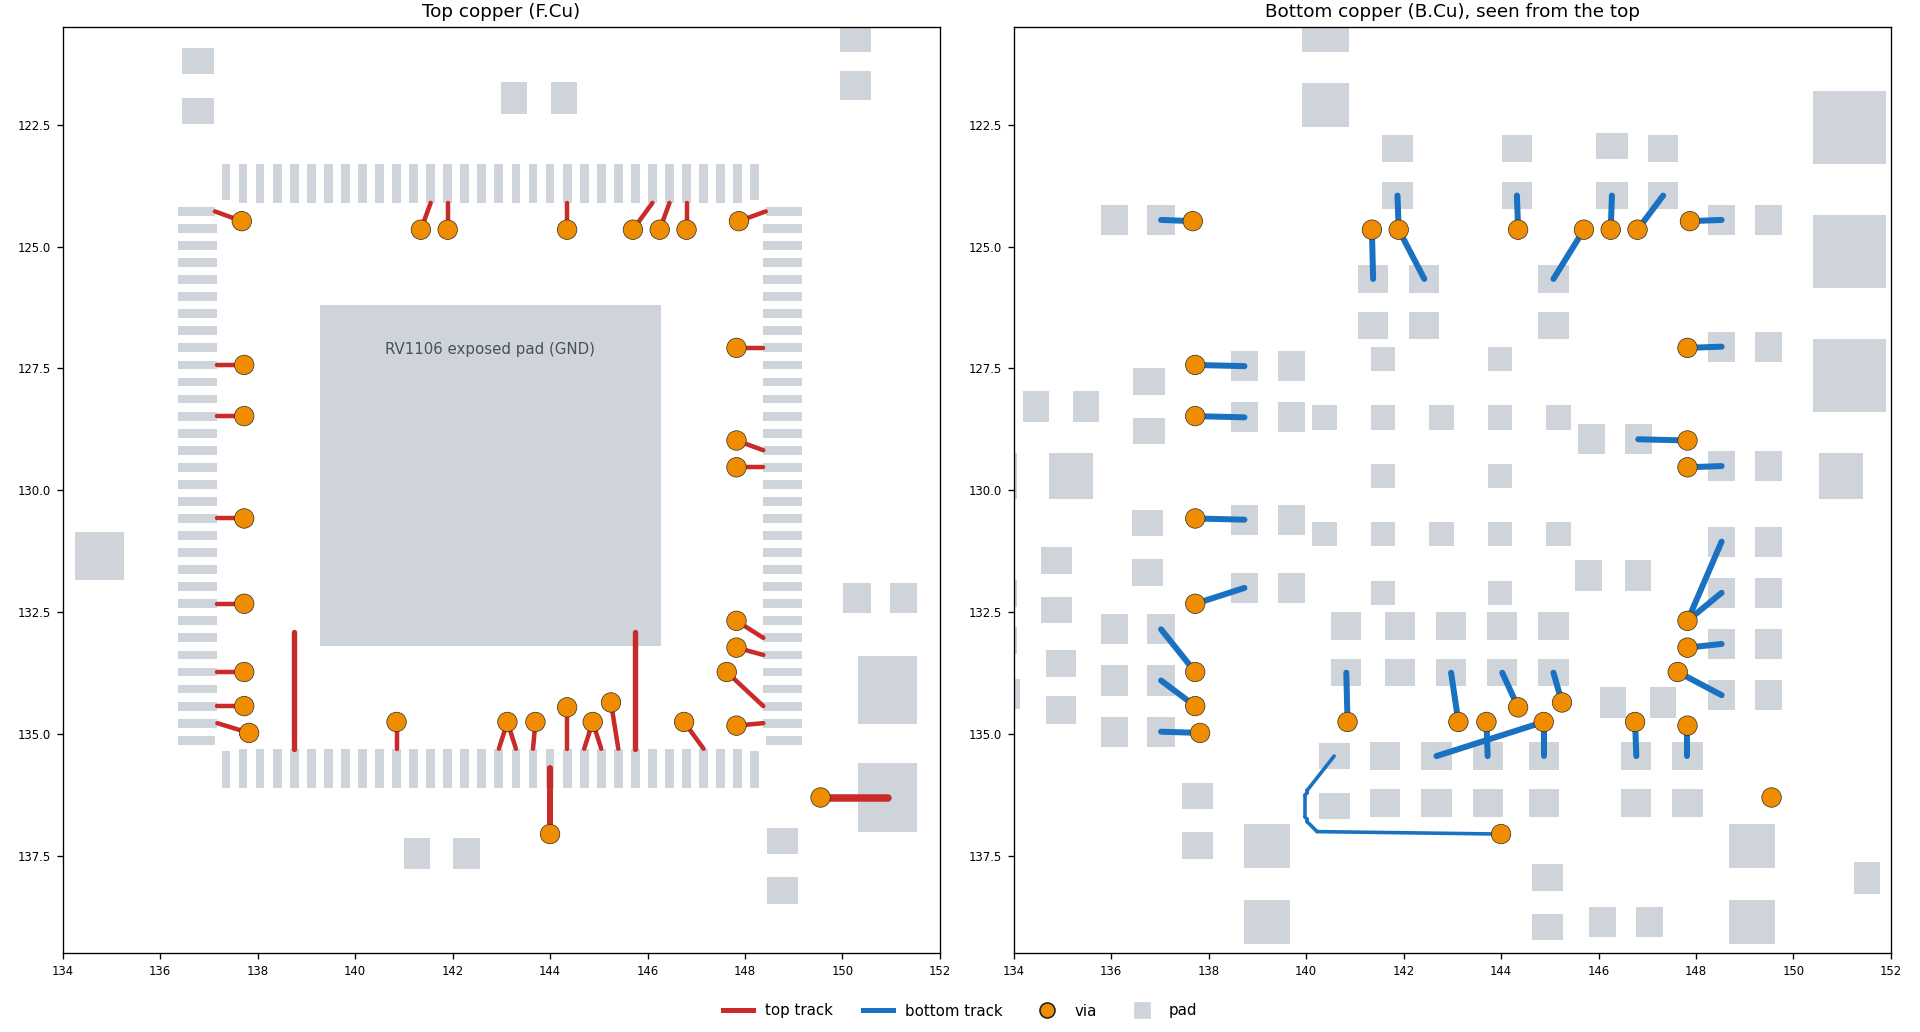 Top copper (F.Cu)
Bottom copper (B.Cu), seen from the top
122.5
125.0
127.5
130.0
132.5
135.0
137.5
RV1106 exposed pad (GND)
134 136 138 140 142 144 146 148 150 152
122.5
125.0
127.5
130.0
132.5
135.0
137.5
134 136 138 140 142 144 146 148 150 152
top track bottom track via pad